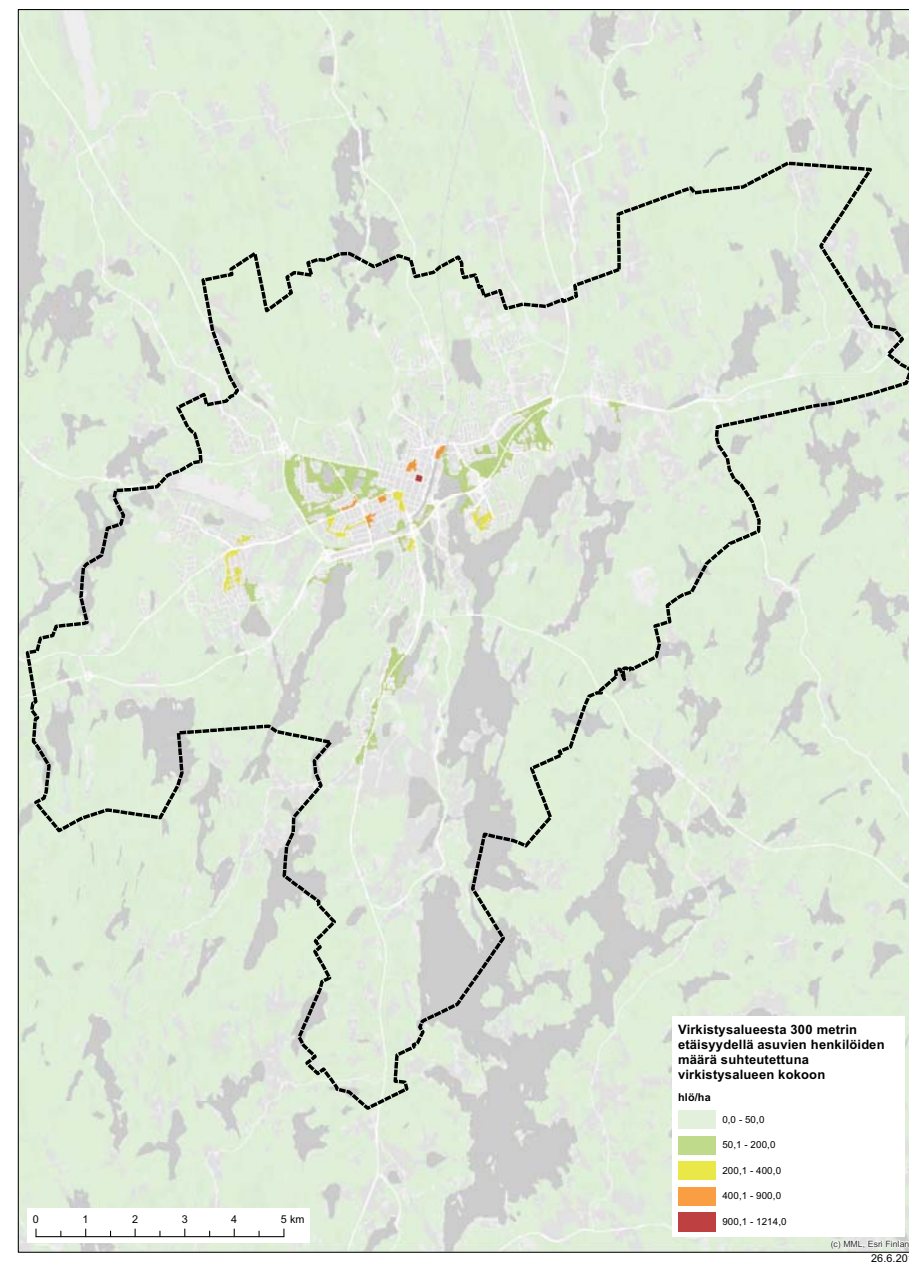 Virkistysalueesta 300 metrin
etäisyydellä asuvien henkilöiden
määrä suhteutettuna
virkistysalueen kokoon
hlö/ha
0,0 - 50,0
50,1 - 200,0
200,1 - 400,0
400,1 - 900,0
900,1 - 1214,0
0 1 2 3 4 5 km
(c) MML, Esri Finlan
26.6.20